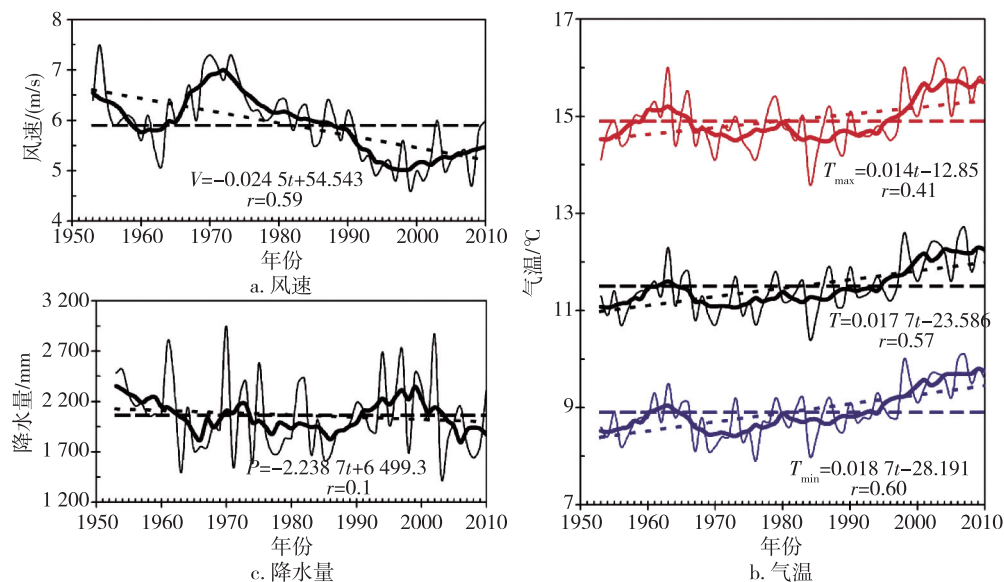 8
7
6
5
4
风速/(m/s)
V=−0.024 5t+54.543
r=0.59
1950 1960 1970 1980 1990 2000 2010
年份
a. 风速
3 200
2 700
2 200
1 700
1 200
降水量/mm
P=−2.238 7t+6 499.3
r=0.1
1950 1960 1970 1980 1990 2000 2010
年份
c. 降水量
17
15
13
11
9
7
气温/℃
Tmax=0.014t−12.85
r=0.41
T=0.017 7t−23.586
r=0.57
Tmin=0.018 7t−28.191
r=0.60
1950 1960 1970 1980 1990 2000 2010
年份
b. 气温